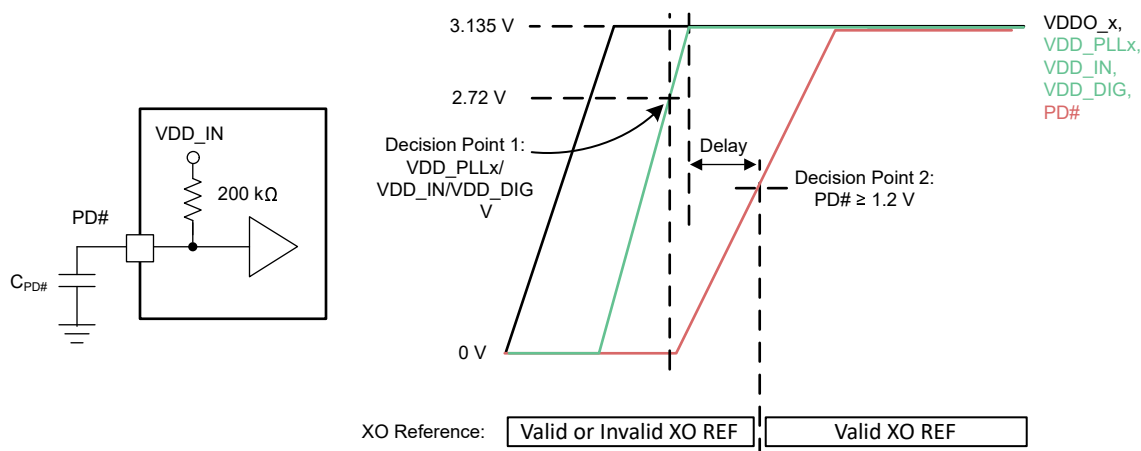 VDD_IN
200 kΩ
PD#
C_PD#
3.135 V
2.72 V
Decision Point 1:
VDD_PLLx/
VDD_IN/VDD_DIG
V
0 V
Delay
Decision Point 2:
PD# ≥ 1.2 V
VDDO_x,
VDD_PLLx,
VDD_IN,
VDD_DIG,
PD#
XO Reference:
Valid or Invalid XO REF
Valid XO REF